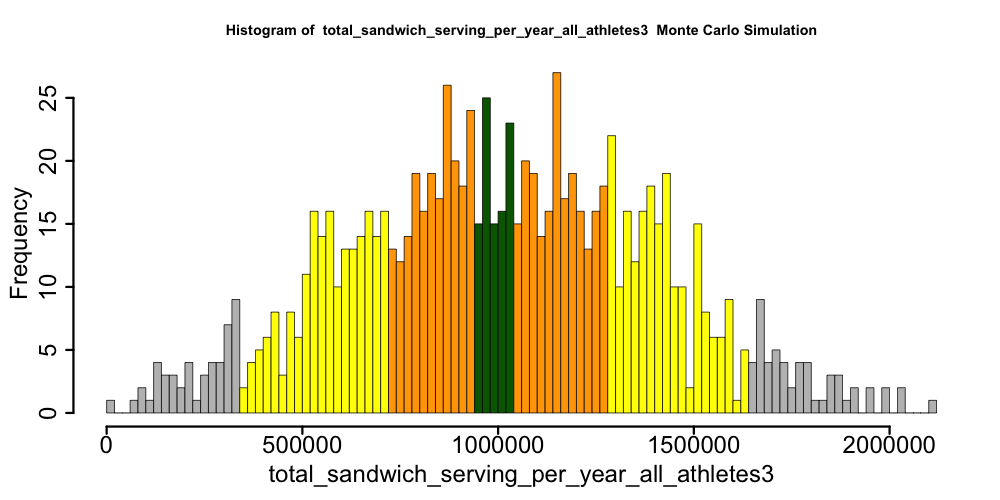 Histogram of  total_sandwich_serving_per_year_all_athletes3  Monte Carlo Simulation
Frequency
25
20
15
10
5
0
0 500000 1000000 1500000 2000000
total_sandwich_serving_per_year_all_athletes3